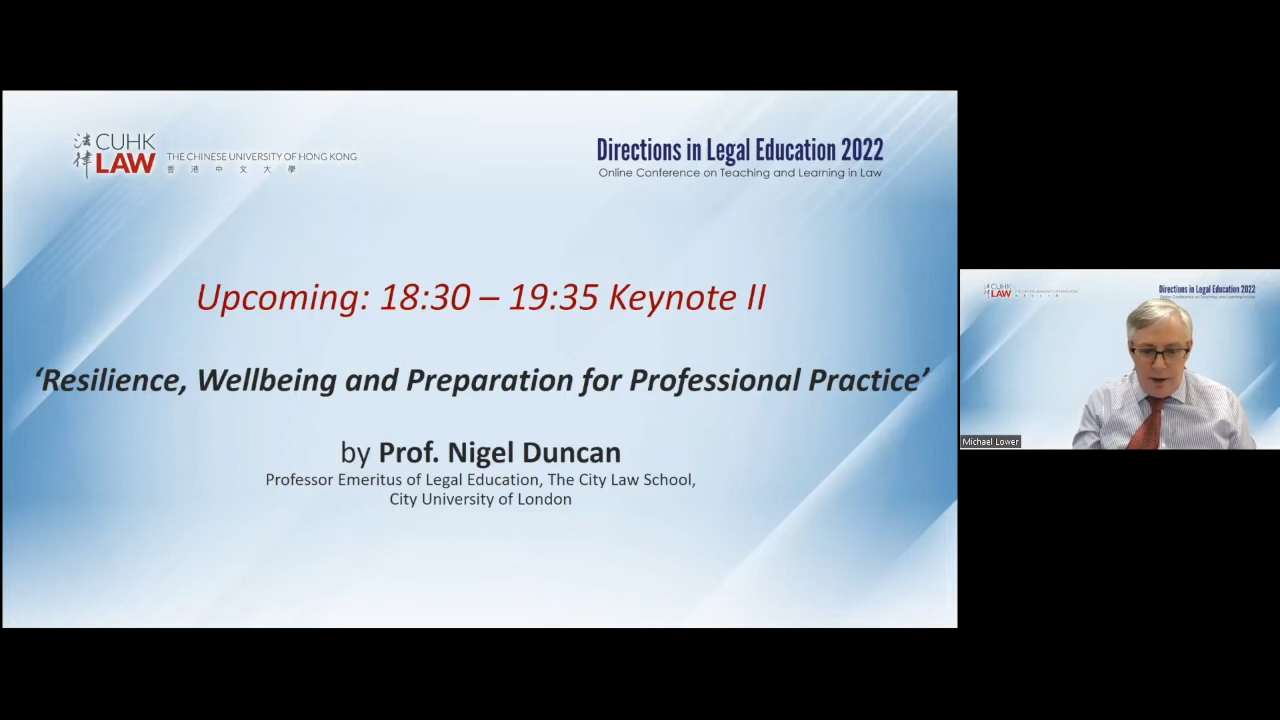 法律 CUHK LAW
THE CHINESE UNIVERSITY OF HONG KONG
香港中文大學
Directions in Legal Education 2022
Online Conference on Teaching and Learning in Law
Upcoming: 18:30 – 19:35 Keynote II
‘Resilience, Wellbeing and Preparation for Professional Practice’
by Prof. Nigel Duncan
Professor Emeritus of Legal Education, The City Law School,
City University of London
CUHK
LAW
Directions in Legal Education 2022
Michael Lower